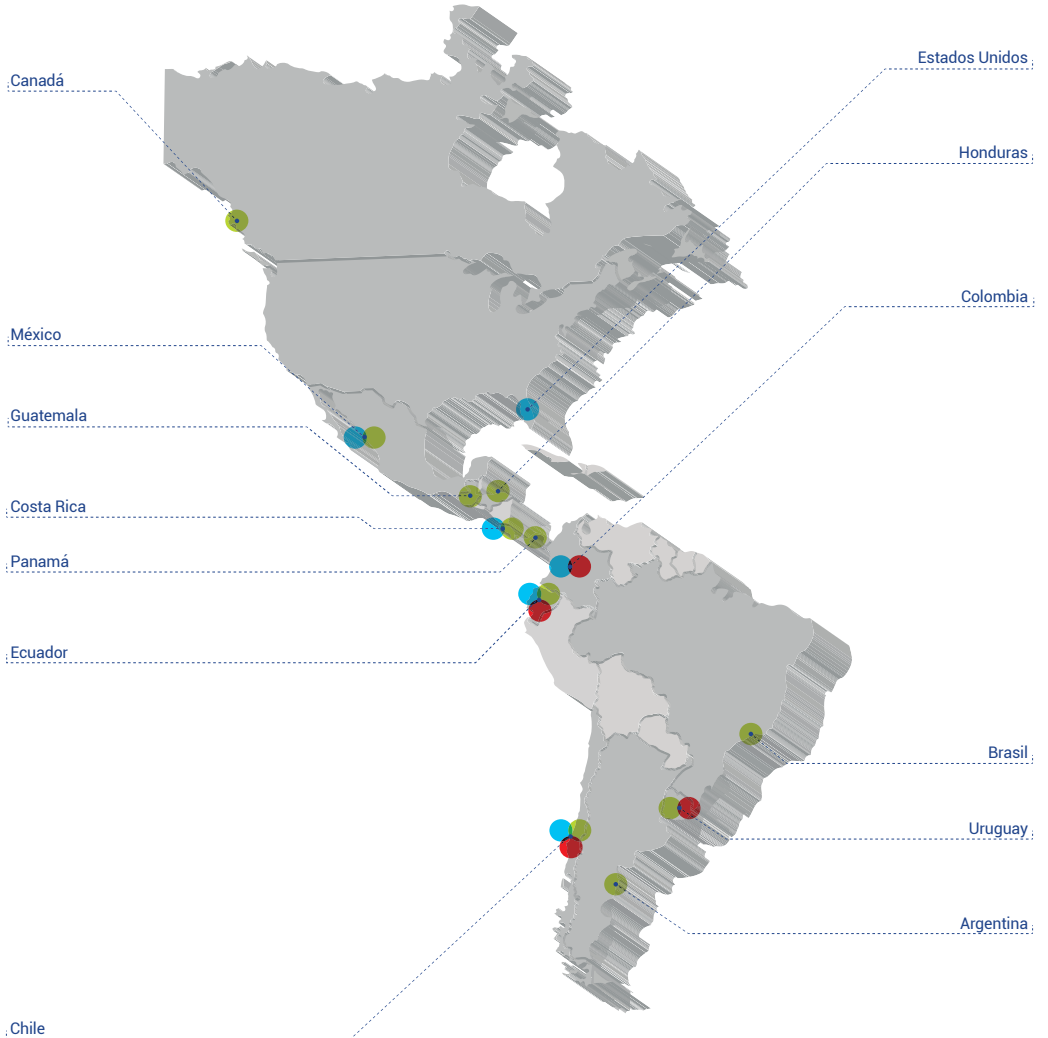 Estados Unidos
Canadá
Honduras
Colombia
México
Guatemala
Costa Rica
Panamá
Ecuador
Brasil
Uruguay
Argentina
Chile